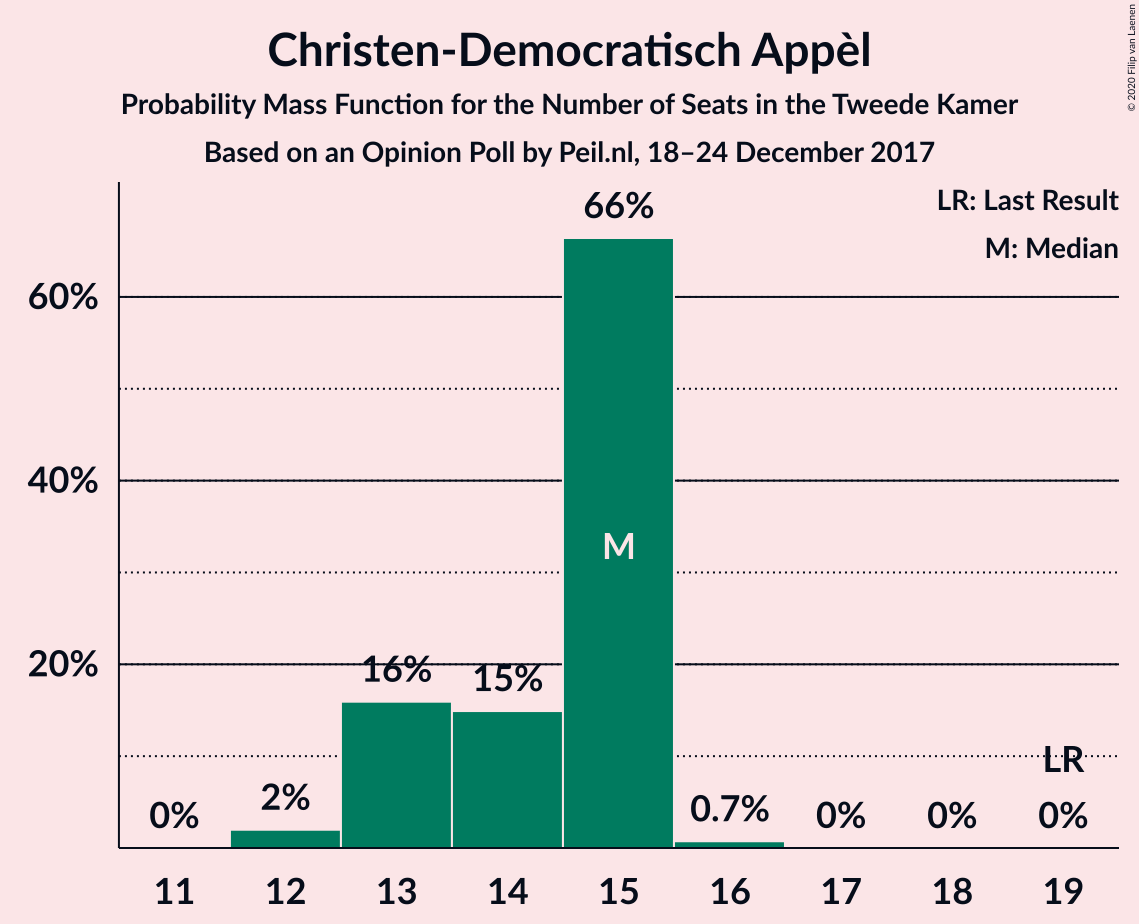 Christen-Democratisch Appèl
Probability Mass Function for the Number of Seats in the Tweede Kamer
Based on an Opinion Poll by Peil.nl, 18–24 December 2017
© 2020 Filip van Laenen
LR: Last Result
M: Median
66%
60%
40%
M
20%
16%
15%
LR
0%
2%
0.7%
0%
0%
0%
11 12 13 14 15 16 17 18 19